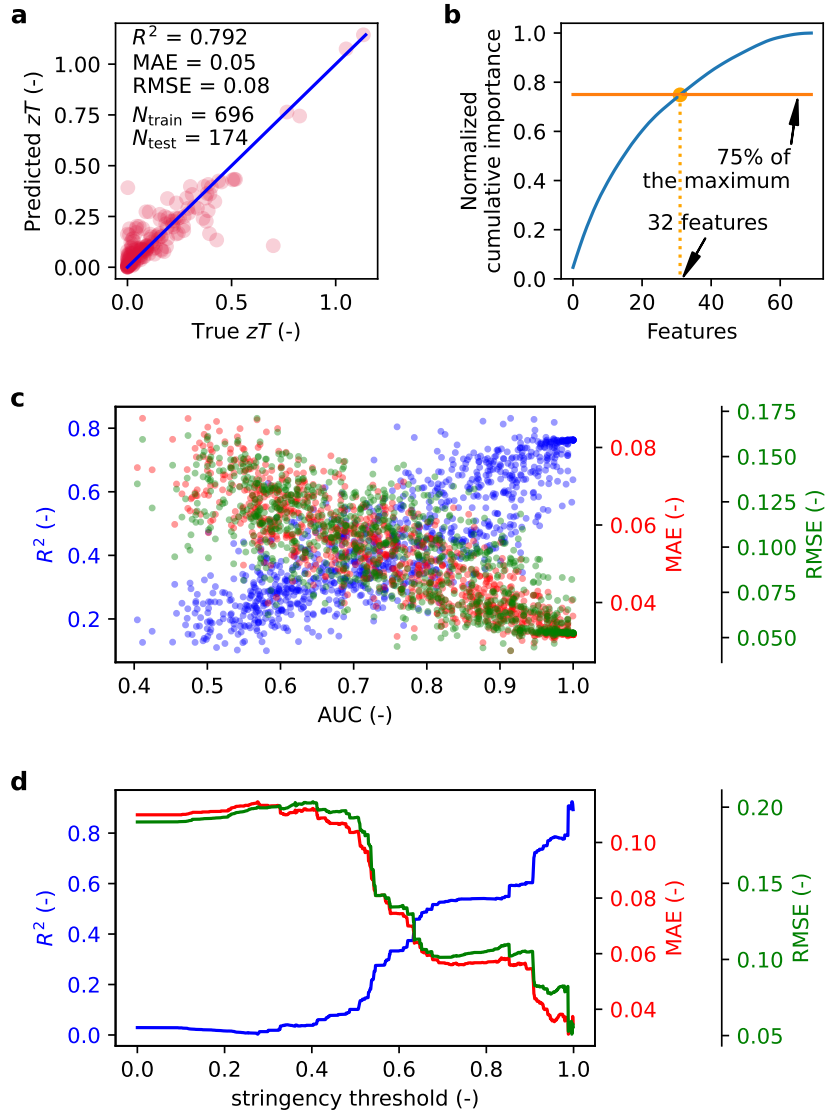 a
R² = 0.792
MAE = 0.05
RMSE = 0.08
N_train = 696
N_test = 174
Predicted zT (-)
1.00
0.75
0.50
0.25
0.00
0.0 0.5 1.0
True zT (-)
b
Normalized
cumulative importance
1.0
0.8
0.6
0.4
0.2
0.0
75% of
the maximum
32 features
0 20 40 60
Features
c
R² (-)
0.8
0.6
0.4
0.2
0.4 0.5 0.6 0.7 0.8 0.9 1.0
AUC (-)
0.08
0.06
0.04
MAE (-)
0.175
0.150
0.125
0.100
0.075
0.050
RMSE (-)
d
R² (-)
0.8
0.6
0.4
0.2
0.0
0.0 0.2 0.4 0.6 0.8 1.0
stringency threshold (-)
0.10
0.08
0.06
0.04
MAE (-)
0.20
0.15
0.10
0.05
RMSE (-)